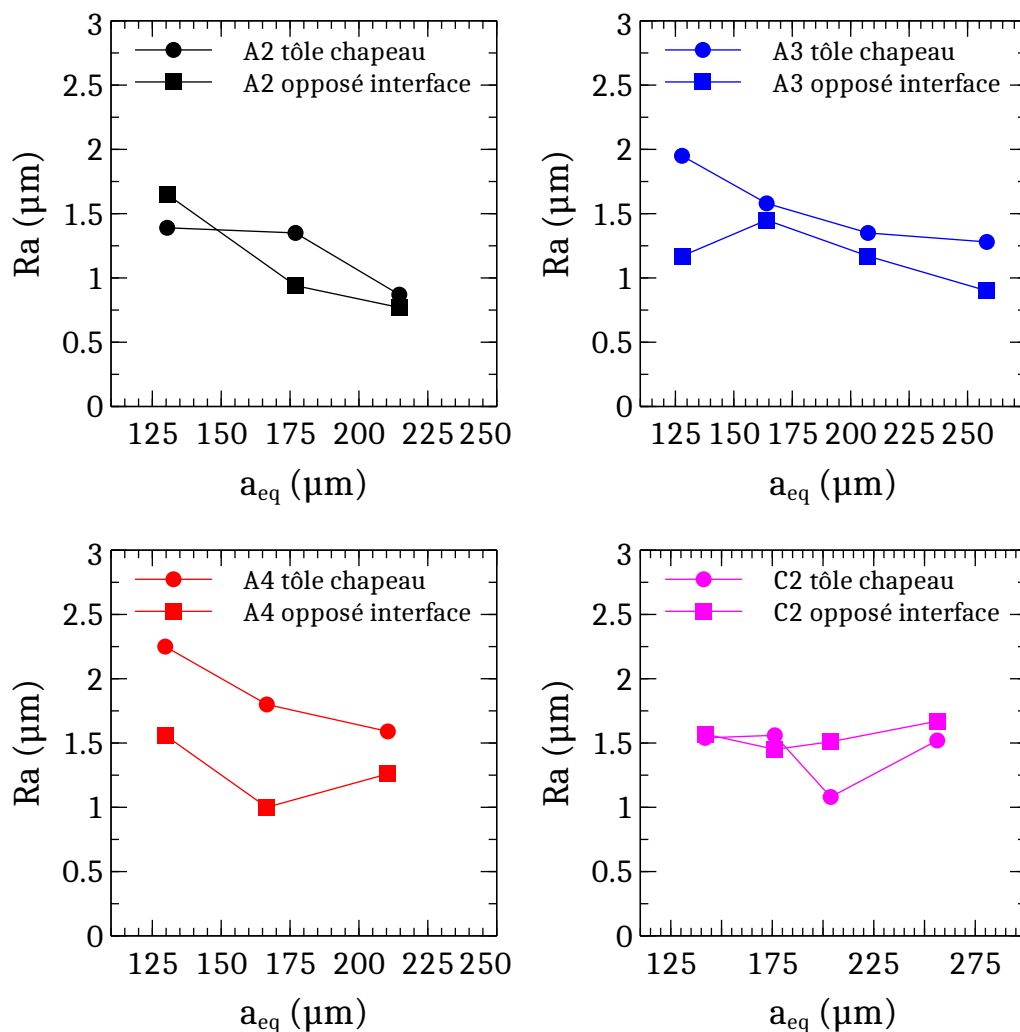 3
2.5
2
1.5
1
0.5
0
Ra (µm)
A2 tôle chapeau
A2 opposé interface
125 150 175 200 225 250
a_eq (µm)
3
2.5
2
1.5
1
0.5
0
Ra (µm)
A3 tôle chapeau
A3 opposé interface
125 150 175 200 225 250
a_eq (µm)
3
2.5
2
1.5
1
0.5
0
Ra (µm)
A4 tôle chapeau
A4 opposé interface
125 150 175 200 225 250
a_eq (µm)
3
2.5
2
1.5
1
0.5
0
Ra (µm)
C2 tôle chapeau
C2 opposé interface
125 175 225 275
a_eq (µm)